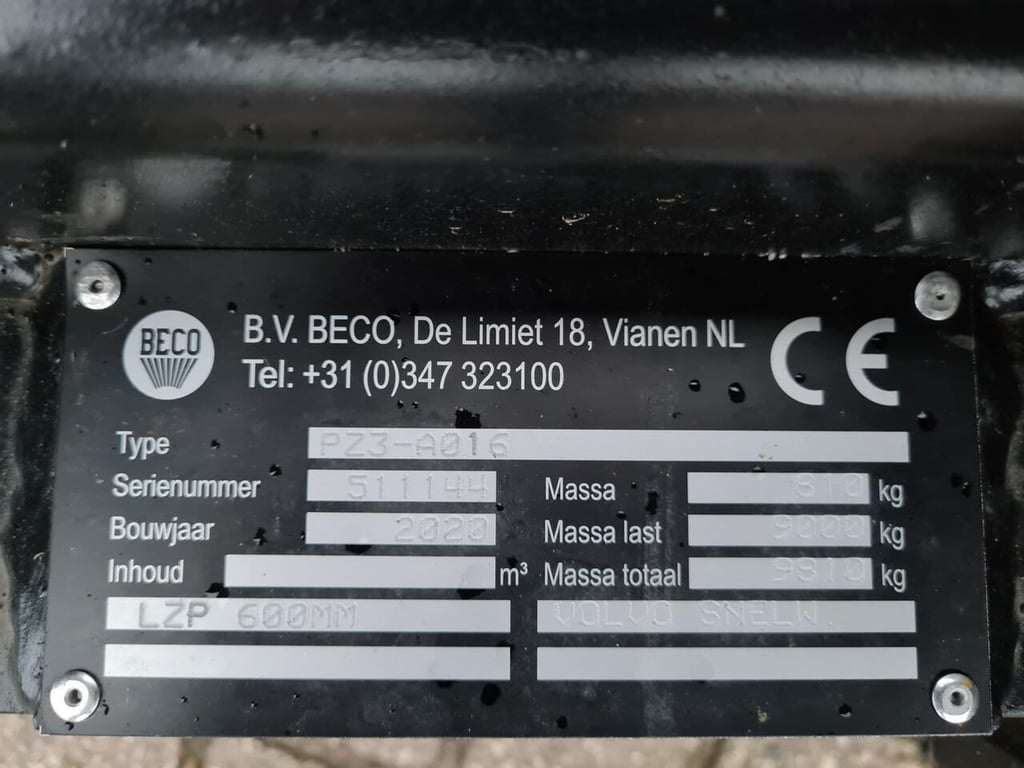 BECO
B.V. BECO, De Limiet 18, Vianen NL
Tel: +31 (0)347 323100
CE
Type PZ3-A016
Serienummer 511144 Massa 810 kg
Bouwjaar 2020 Massa last 9000 kg
Inhoud m³ Massa totaal 9810 kg
LZP 600MM VOLVO SNELW.